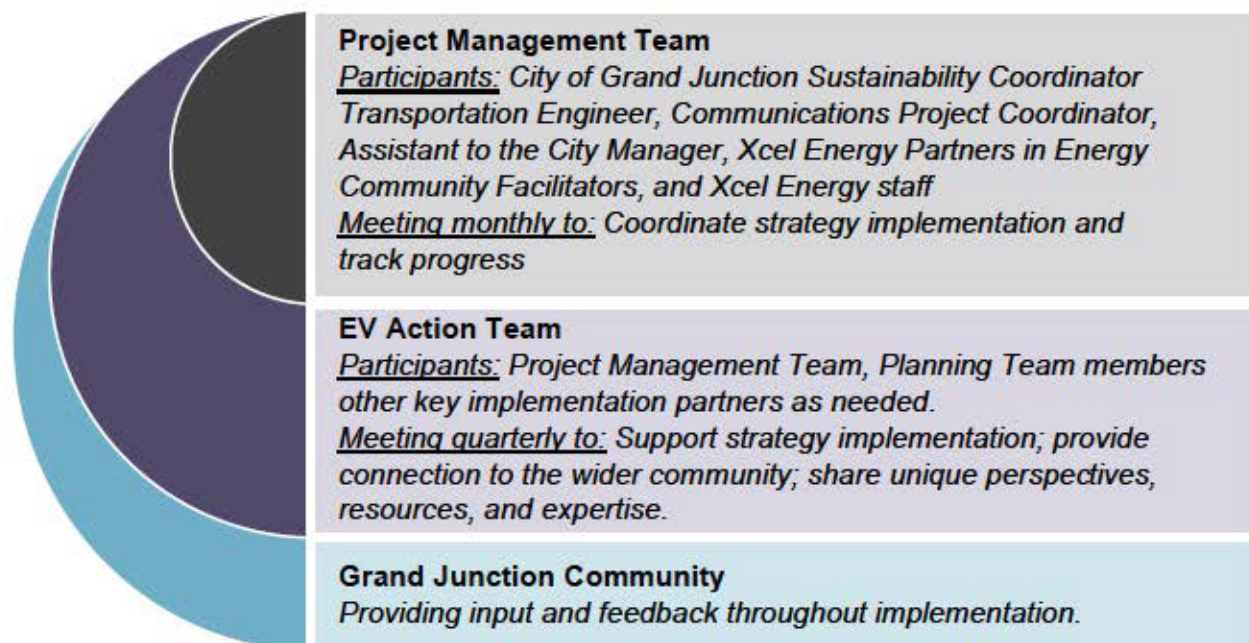 Project Management Team
Participants: City of Grand Junction Sustainability Coordinator
Transportation Engineer, Communications Project Coordinator,
Assistant to the City Manager, Xcel Energy Partners in Energy
Community Facilitators, and Xcel Energy staff
Meeting monthly to: Coordinate strategy implementation and
track progress
EV Action Team
Participants: Project Management Team, Planning Team members
other key implementation partners as needed.
Meeting quarterly to: Support strategy implementation; provide
connection to the wider community; share unique perspectives,
resources, and expertise.
Grand Junction Community
Providing input and feedback throughout implementation.